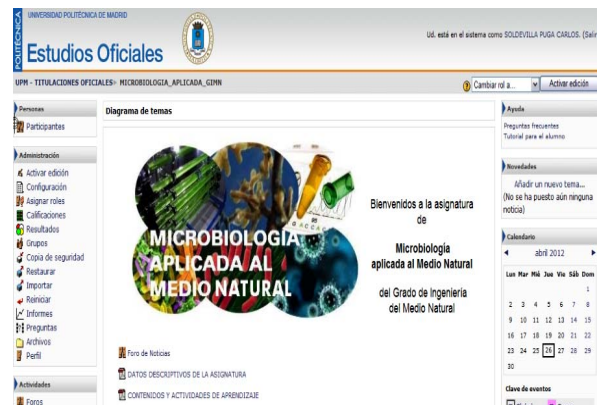 UNIVERSIDAD POLITÉCNICA DE MADRID
POLITÉCNICA
Estudios Oficiales
Ud. está en el sistema como SOLDEVILLA PUGA CARLOS. (Salir
UPM - TITULACIONES OFICIALES▸ MICROBIOLOGIA_APLICADA_GIMN
Cambiar rol a...
Activar edición
Personas
Participantes
Administración
Activar edición
Configuración
Asignar roles
Calificaciones
Resultados
Grupos
Copia de seguridad
Restaurar
Importar
Reiniciar
Informes
Preguntas
Archivos
Perfil
Actividades
Foros
Diagrama de temas
MICROBIOLOGÍA
APLICADA AL
MEDIO NATURAL
G A C C A G
Bienvenidos a la asignatura
de
Microbiología
aplicada al Medio Natural
del Grado de Ingeniería
del Medio Natural
Foro de Noticias
DATOS DESCRIPTIVOS DE LA ASIGNATURA
CONTENIDOS Y ACTIVIDADES DE APRENDIZAJE
Ayuda
Preguntas frecuentes
Tutorial para el alumno
Novedades
Añadir un nuevo tema...
(No se ha puesto aún ninguna
noticia)
Calendario
◄ abril 2012 ►
Lun Mar Mié Jue Vie Sáb Dom
1
2 3 4 5 6 7 8
9 10 11 12 13 14 15
16 17 18 19 20 21 22
23 24 25 26 27 28 29
30
Clave de eventos